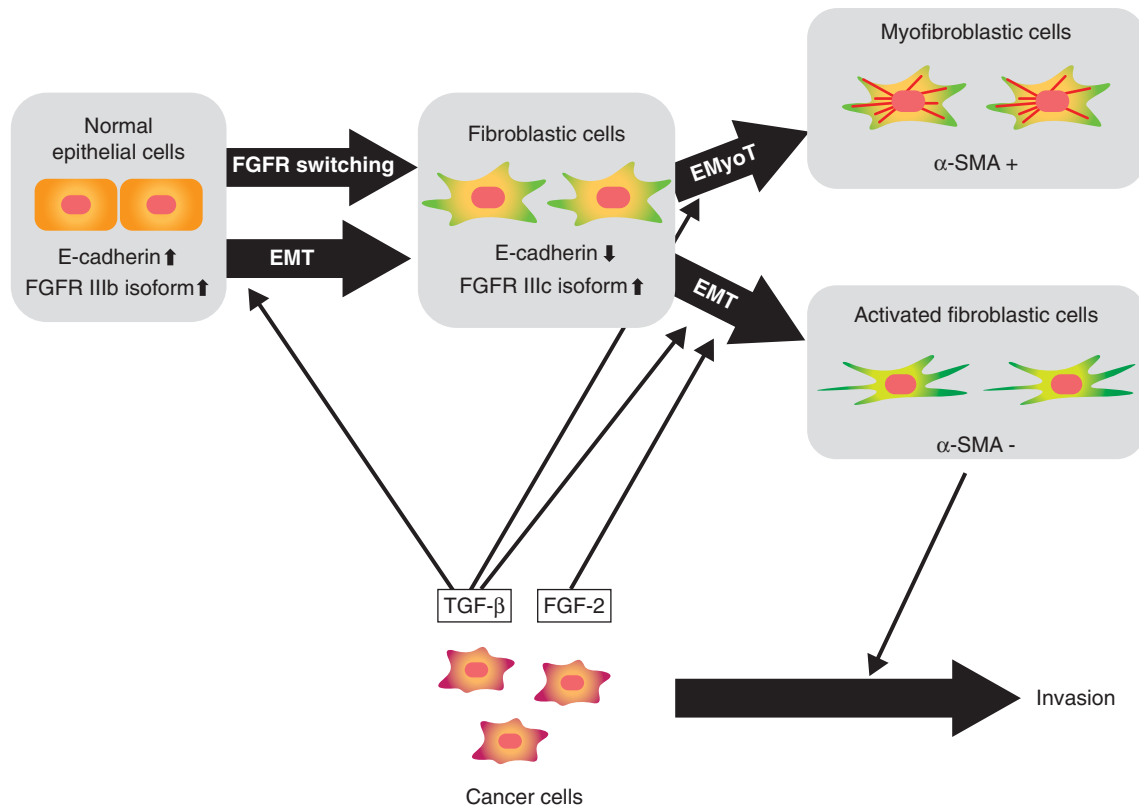 Normal
epithelial cells
E-cadherin ⬆
FGFR IIIb isoform ⬆
FGFR switching
EMT
Fibroblastic cells
E-cadherin ⬇
FGFR IIIc isoform ⬆
EMyoT
EMT
Myofibroblastic cells
α-SMA +
Activated fibroblastic cells
α-SMA -
TGF-β
FGF-2
Cancer cells
Invasion